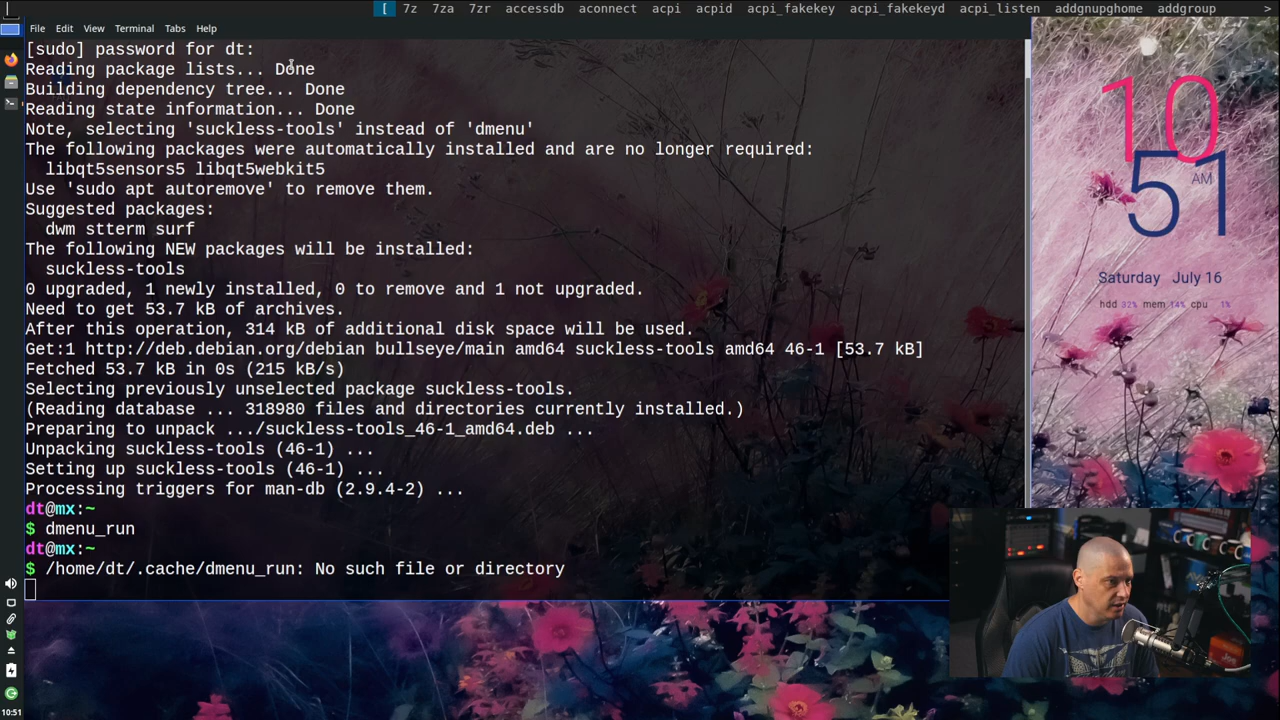 [ 7z 7za 7zr accessdb aconnect acpi acpid acpi_fakekey acpi_fakekeyd acpi_listen addgnupghome addgroup >
File Edit View Terminal Tabs Help
[sudo] password for dt:
Reading package lists... Done
Building dependency tree... Done
Reading state information... Done
Note, selecting 'suckless-tools' instead of 'dmenu'
The following packages were automatically installed and are no longer required:
libqt5sensors5 libqt5webkit5
Use 'sudo apt autoremove' to remove them.
Suggested packages:
dwm stterm surf
The following NEW packages will be installed:
suckless-tools
0 upgraded, 1 newly installed, 0 to remove and 1 not upgraded.
Need to get 53.7 kB of archives.
After this operation, 314 kB of additional disk space will be used.
Get:1 http://deb.debian.org/debian bullseye/main amd64 suckless-tools amd64 46-1 [53.7 kB]
Fetched 53.7 kB in 0s (215 kB/s)
Selecting previously unselected package suckless-tools.
(Reading database ... 318980 files and directories currently installed.)
Preparing to unpack .../suckless-tools_46-1_amd64.deb ...
Unpacking suckless-tools (46-1) ...
Setting up suckless-tools (46-1) ...
Processing triggers for man-db (2.9.4-2) ...
dt@mx:~
$ dmenu_run
dt@mx:~
$ /home/dt/.cache/dmenu_run: No such file or directory
10
51
AM
Saturday July 16
hdd 32% mem 14% cpu 1%
10:51